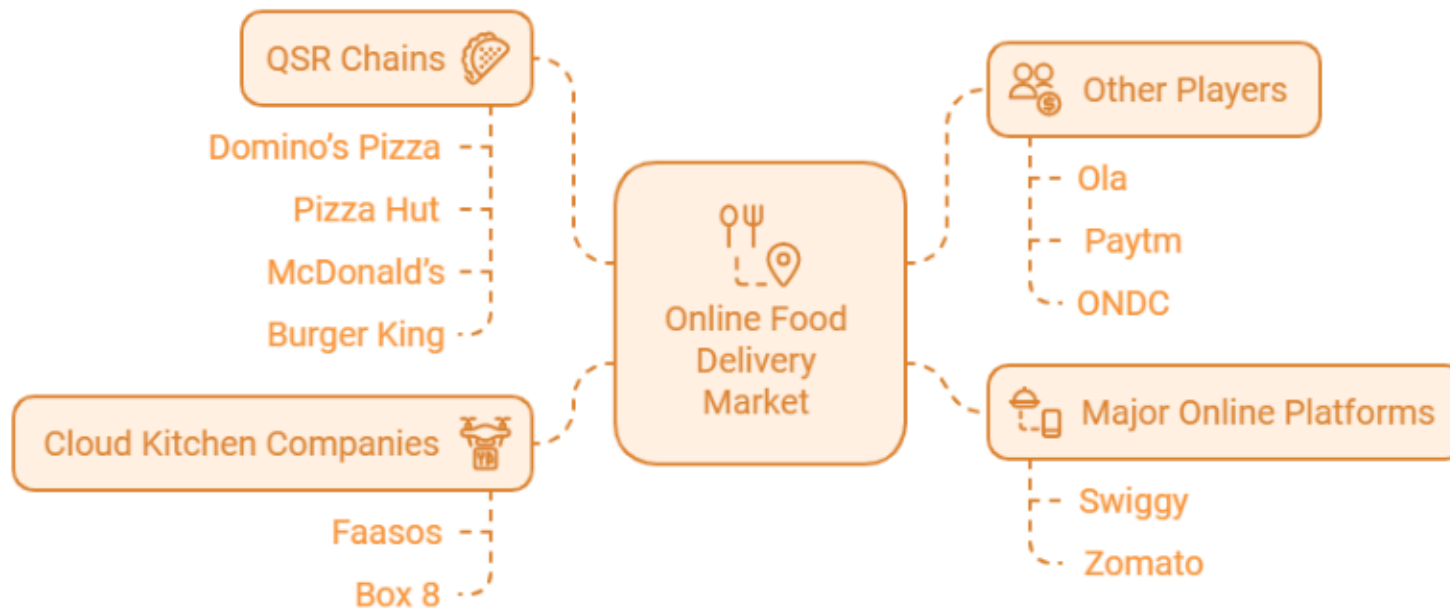 QSR Chains
Domino's Pizza
Pizza Hut
McDonald's
Burger King
Cloud Kitchen Companies
Faasos
Box 8
Online Food
Delivery
Market
Other Players
Ola
Paytm
ONDC
Major Online Platforms
Swiggy
Zomato